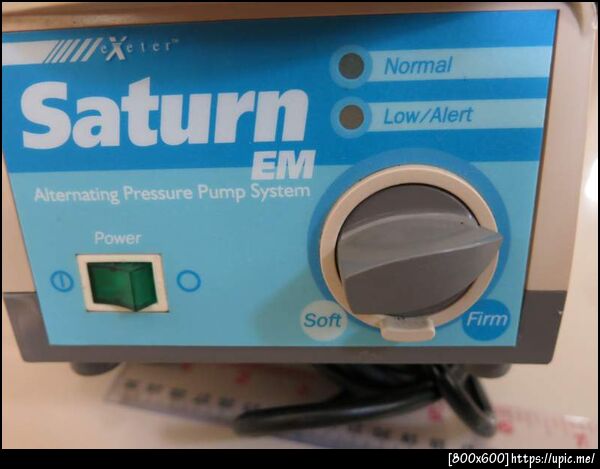 eXeter™
Normal
Saturn
Low/Alert
EM
Alternating Pressure Pump System
Power
Soft
Firm
[800x600]https://upic.me/